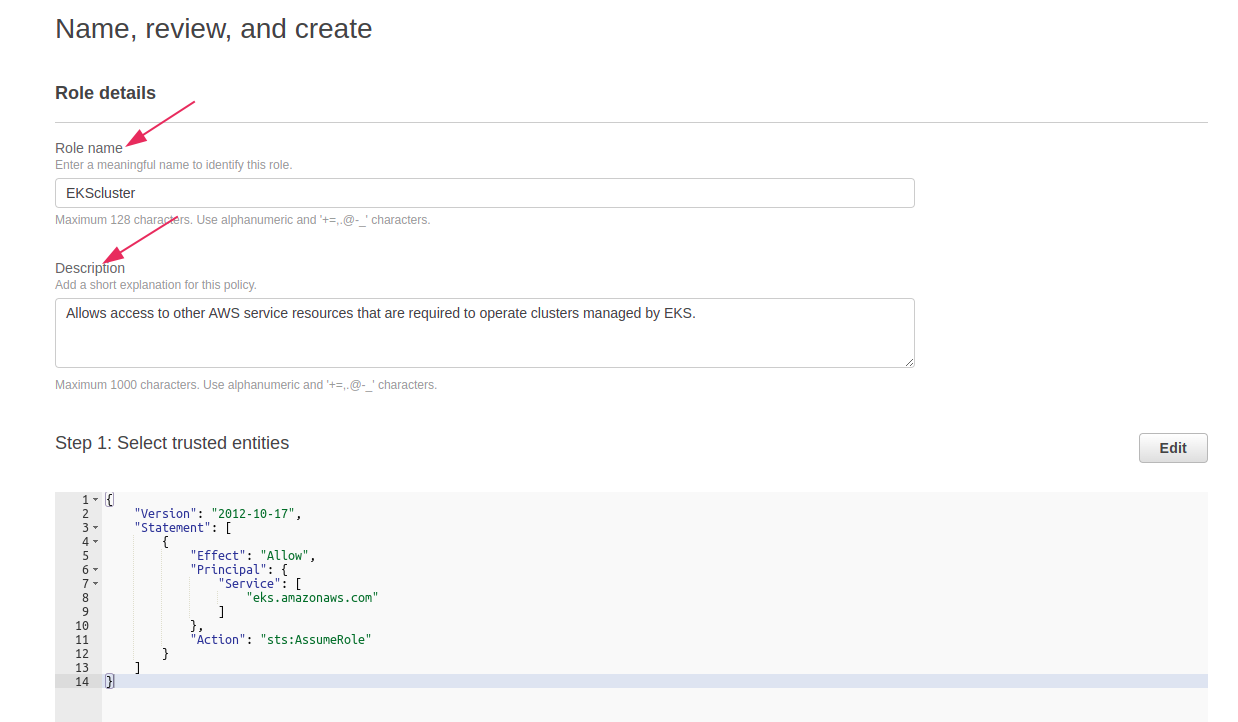 Name, review, and create
Role details
Role name
Enter a meaningful name to identify this role.
EKScluster
Maximum 128 characters. Use alphanumeric and '+=,.@-_' characters.
Description
Add a short explanation for this policy.
Allows access to other AWS service resources that are required to operate clusters managed by EKS.
Maximum 1000 characters. Use alphanumeric and '+=,.@-_' characters.
Step 1: Select trusted entities
Edit
1 {
2     "Version": "2012-10-17",
3     "Statement": [
4         {
5             "Effect": "Allow",
6             "Principal": {
7                 "Service": [
8                     "eks.amazonaws.com"
9                 ]
10             },
11             "Action": "sts:AssumeRole"
12         }
13     ]
14 }